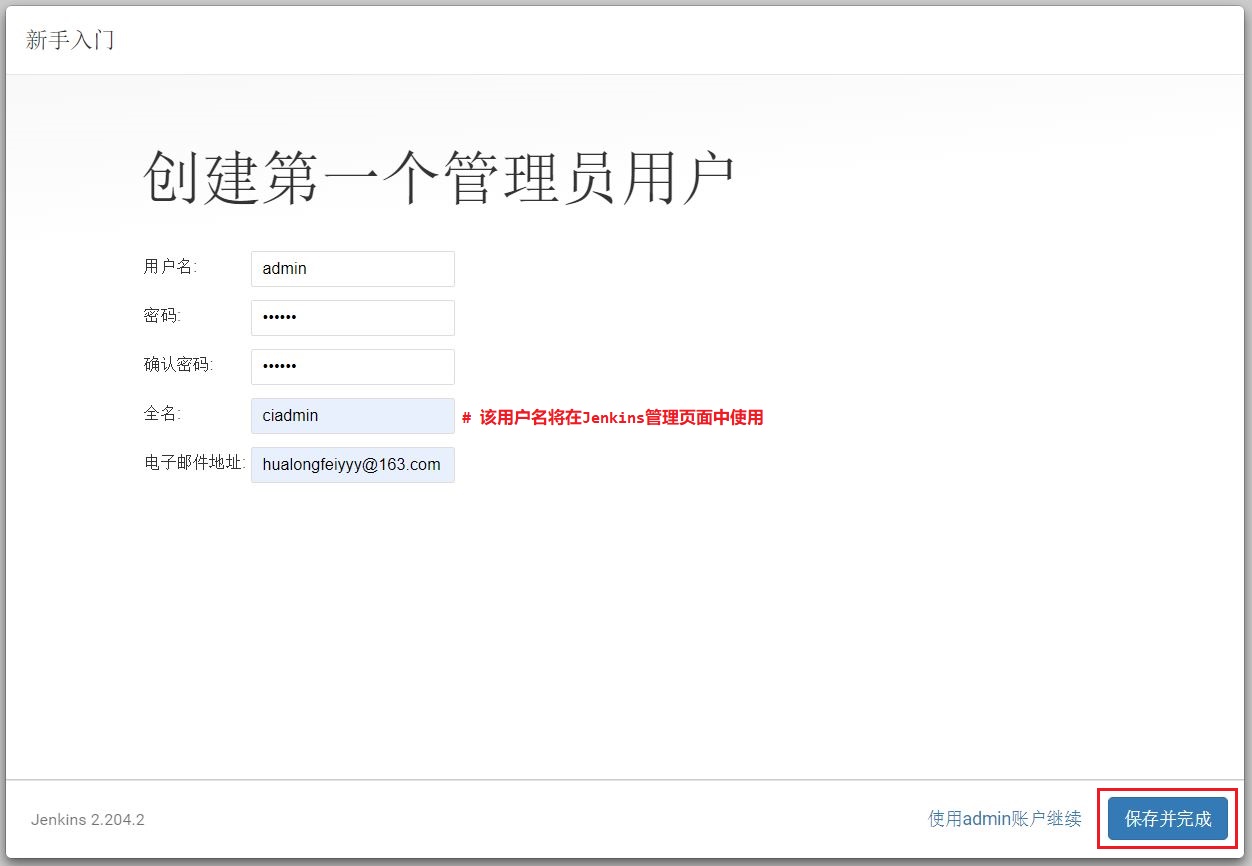 新手入门
创建第一个管理员用户
用户名: admin
密码: ••••••
确认密码: ••••••
全名: ciadmin # 该用户名将在Jenkins管理页面中使用
电子邮件地址: hualongfeiyyy@163.com
Jenkins 2.204.2 使用admin账户继续 保存并完成